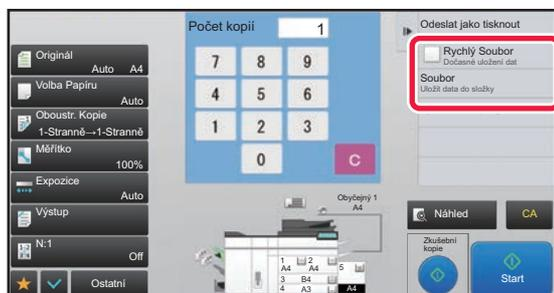 Počet kopií
1
Originál
Auto A4
Volba Papíru
Auto
Oboustr. Kopie
1-Stranně→1-Stranně
Měřítko
100%
Expozice
Auto
Výstup
N:1
Off
Ostatní
7 8 9
4 5 6
1 2 3
0 C
Obyčejný 1
A4
1 2
A4 A4 5
3 B4
4 A3 A4
Odeslat jako tisknout
Rychlý Soubor
Dočasné uložení dat
Soubor
Uložit data do složky
Náhled
CA
Zkušební
kopie
Start